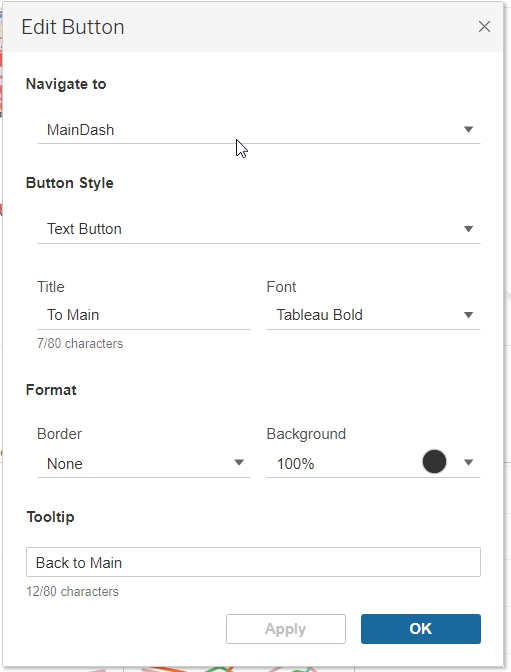 Edit Button
Navigate to
MainDash
Button Style
Text Button
Title Font
To Main Tableau Bold
7/80 characters
Format
Border Background
None 100%
Tooltip
Back to Main
12/80 characters
Apply OK